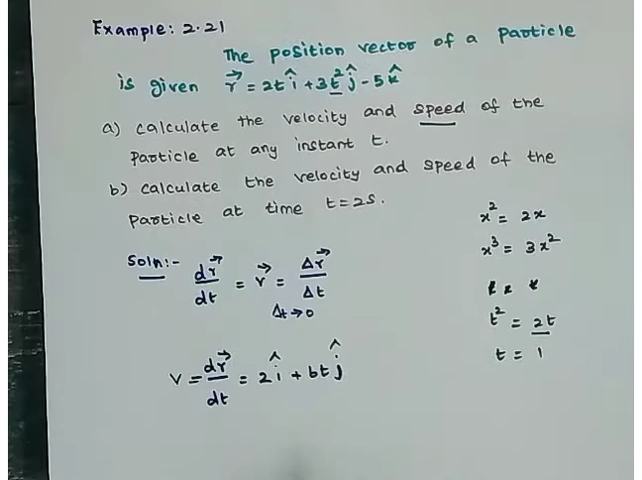 Example: 2.21
The position vector of a particle
is given r⃗ = 2t î + 3t² ĵ - 5 k̂
a) calculate the velocity and speed of the
particle at any instant t.
b) calculate the velocity and speed of the
particle at time t = 2s.
Soln:-
dr⃗/dt = v⃗ = Δr⃗/Δt
Δt→0
v = dr⃗/dt = 2 î + 6t ĵ
x² = 2x
x³ = 3x²
t² = 2t
t = 1